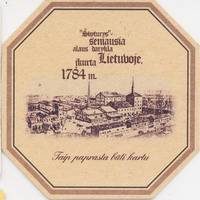 "Švyturys"-
seniausia
alaus darykla
Lietuvoje,
įkurta
1784 m.
Taip paprasta būti kartu